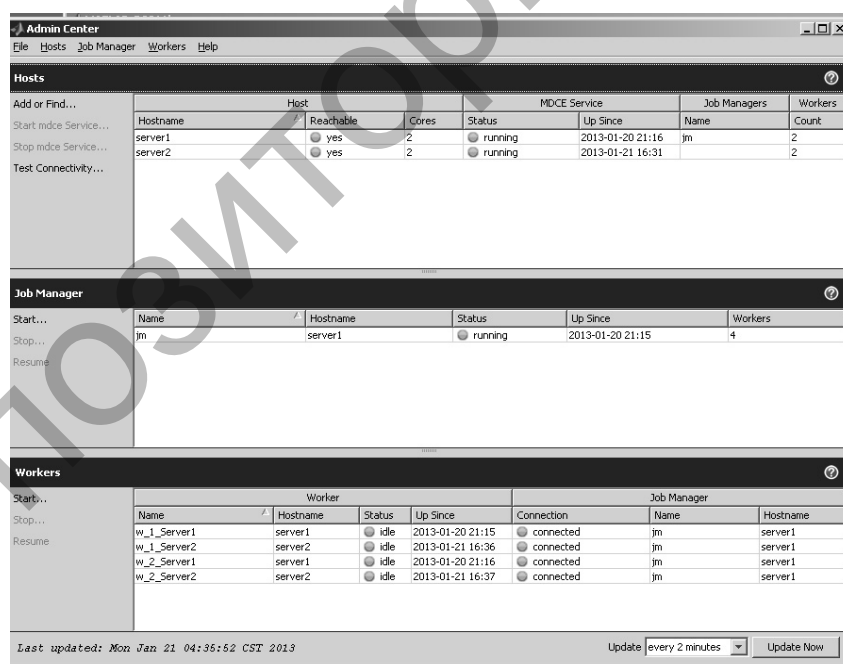 Admin Center
File Hosts Job Manager Workers Help
Hosts
Add or Find...
Start mdce Service...
Stop mdce Service...
Test Connectivity...
Host MDCE Service Job Managers Workers
Hostname Reachable Cores Status Up Since Name Count
server1 yes 2 running 2013-01-20 21:16 jm 2
server2 yes 2 running 2013-01-21 16:31 2
Job Manager
Start...
Stop...
Resume
Name Hostname Status Up Since Workers
jm server1 running 2013-01-20 21:15 4
Workers
Start...
Stop...
Resume
Worker Job Manager
Name Hostname Status Up Since Connection Name Hostname
w_1_Server1 server1 idle 2013-01-20 21:15 connected jm server1
w_1_Server2 server2 idle 2013-01-21 16:36 connected jm server1
w_2_Server1 server1 idle 2013-01-20 21:16 connected jm server1
w_2_Server2 server2 idle 2013-01-21 16:37 connected jm server1
Last updated: Mon Jan 21 04:35:52 CST 2013 Update every 2 minutes Update Now